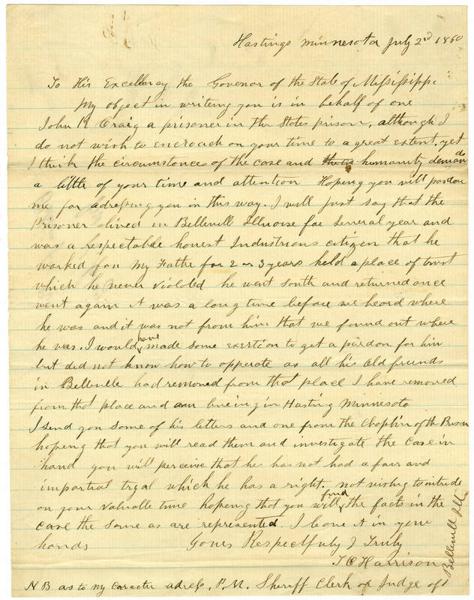 Hastings Minnesota July 2nd 1860
To His Excellency the Govenor of the State of Mississippi
My object in writing you is in behalf of one
John R Craig a prisoner in the State prison, although I
do not wish to encroach on your time to a great extent, yet
I think the circumstances of the case and humanity demands
a little of your time and attention Hoping you will pardon
me for adressing you in this way. I will just say that the
Prisoner lived in Bellevill Illinoise for several year and
was a respectable honest Industrious citizen that he
worked for my Father for 2 or 3 years held a place of trust
which he never violated he went south and returned once
went again it was a long time before we heard where
he was and it was not from him that we found out where
he was. I would have made some exertion to get a pardon for him
but did not know how to opperate as all his old friends
in Belleville had removed from that place I have removed
from that place and am liveing in Hasting Minnesota
I send you some of his letters and one from the Chaplin of the Prison
hopeing that you will read them and investigate the case in
hand you will perceive that he has not had a fair and
impartial tryal which he has a right. not wishing to intrude
on your valuable time hopeing that you will find the facts in the
case the same as are represented I leave it in your
hands Yours Respectfuly & Truly
Harrison
N B as to my caracter adress, P.M. Sheriff Clerk or Judge of
Bellevill Ill